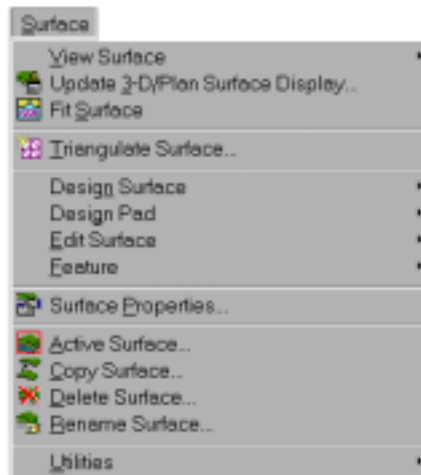 Surface
View Surface
Update 3-D/Plan Surface Display...
Fit Surface
Triangulate Surface...
Design Surface
Design Pad
Edit Surface
Feature
Surface Properties...
Active Surface...
Copy Surface...
Delete Surface...
Rename Surface...
Utilities